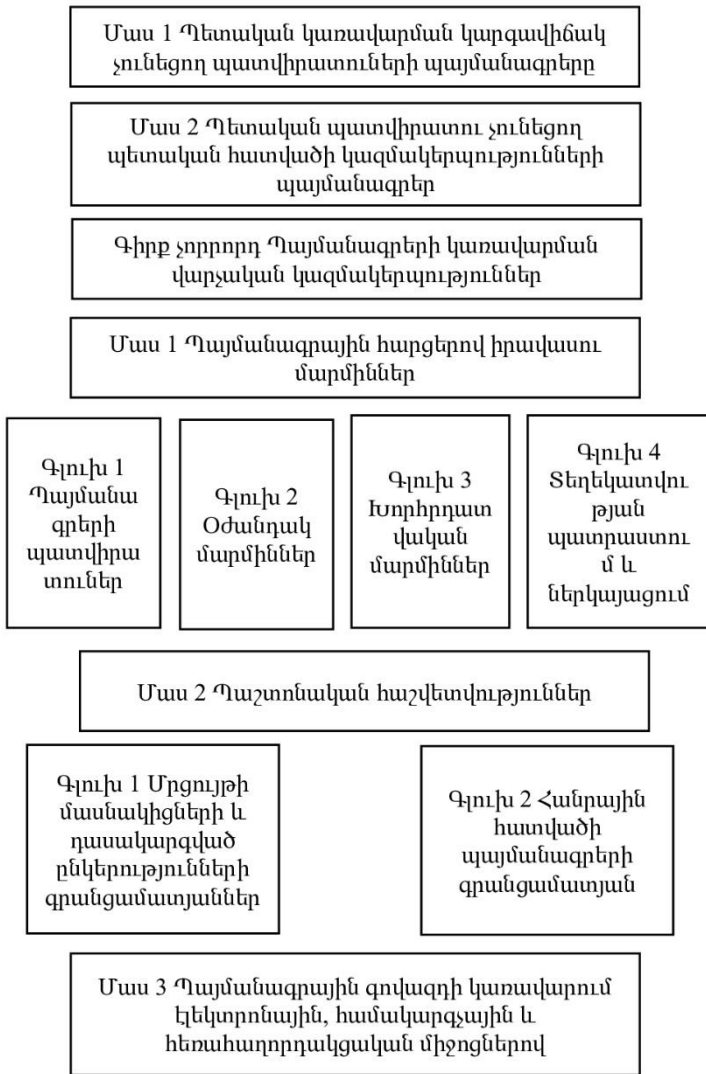 Մաս 1 Պետական կառավարման կարգավիճակ
չունեցող պատվիրատուների պայմանագրերը
Մաս 2 Պետական պատվիրատու չունեցող
պետական հատվածի կազմակերպությունների
պայմանագրեր
Գիրք չորրորդ Պայմանագրերի կառավարման
վարչական կազմակերպություններ
Մաս 1 Պայմանագրային հարցերով իրավասու
մարմիններ
Գլուխ 1
Պայմանա
գրերի
պատվիրա
տուներ
Գլուխ 2
Օժանդակ
մարմիններ
Գլուխ 3
Խորհրդատ
վական
մարմիններ
Գլուխ 4
Տեղեկատվու
թյան
պատրաստու
մ և
ներկայացում
Մաս 2 Պաշտոնական հաշվետվություններ
Գլուխ 1 Մրցույթի
մասնակիցների և
դասակարգված
ընկերությունների
գրանցամատյաններ
Գլուխ 2 Հանրային
հատվածի
պայմանագրերի
գրանցամատյան
Մաս 3 Պայմանագրային գովազդի կառավարում
էլեկտրոնային, համակարգչային և
հեռահաղորդակցական միջոցներով